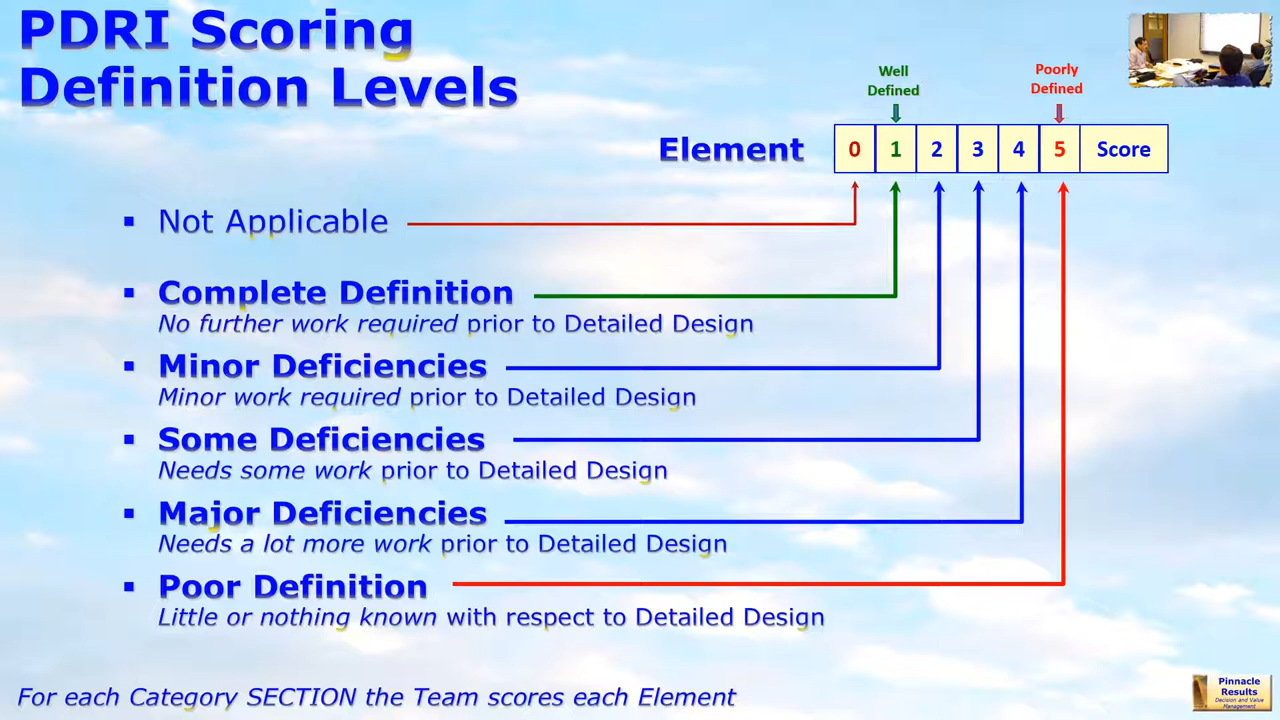 PDRI Scoring
Definition Levels
Well
Defined
Poorly
Defined
Element 0 1 2 3 4 5 Score
▪ Not Applicable
▪ Complete Definition
No further work required prior to Detailed Design
▪ Minor Deficiencies
Minor work required prior to Detailed Design
▪ Some Deficiencies
Needs some work prior to Detailed Design
▪ Major Deficiencies
Needs a lot more work prior to Detailed Design
▪ Poor Definition
Little or nothing known with respect to Detailed Design
For each Category SECTION the Team scores each Element
Pinnacle
Results
Decision and Value
Management